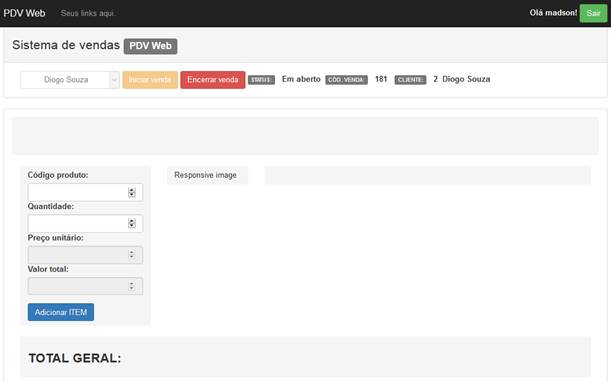 PDV Web Seus links aqui. Olá madson! Sair
Sistema de vendas PDV Web
Diogo Souza Iniciar venda Encerrar venda STATUS: Em aberto CÓD. VENDA: 181 CLIENTE: 2 Diogo Souza
Código produto: Responsive image
Quantidade:
Preço unitário:
Valor total:
Adicionar ITEM
TOTAL GERAL: